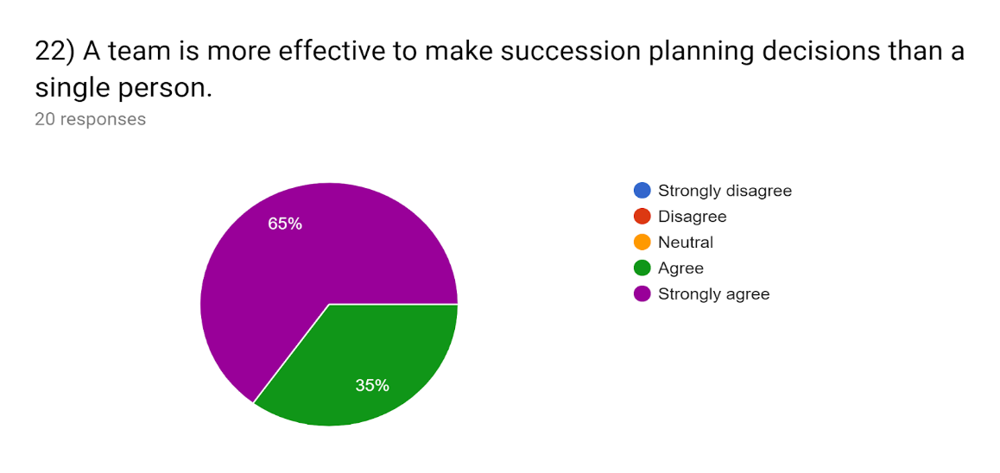 22) A team is more effective to make succession planning decisions than a
single person.
20 responses
65%
35%
Strongly disagree
Disagree
Neutral
Agree
Strongly agree